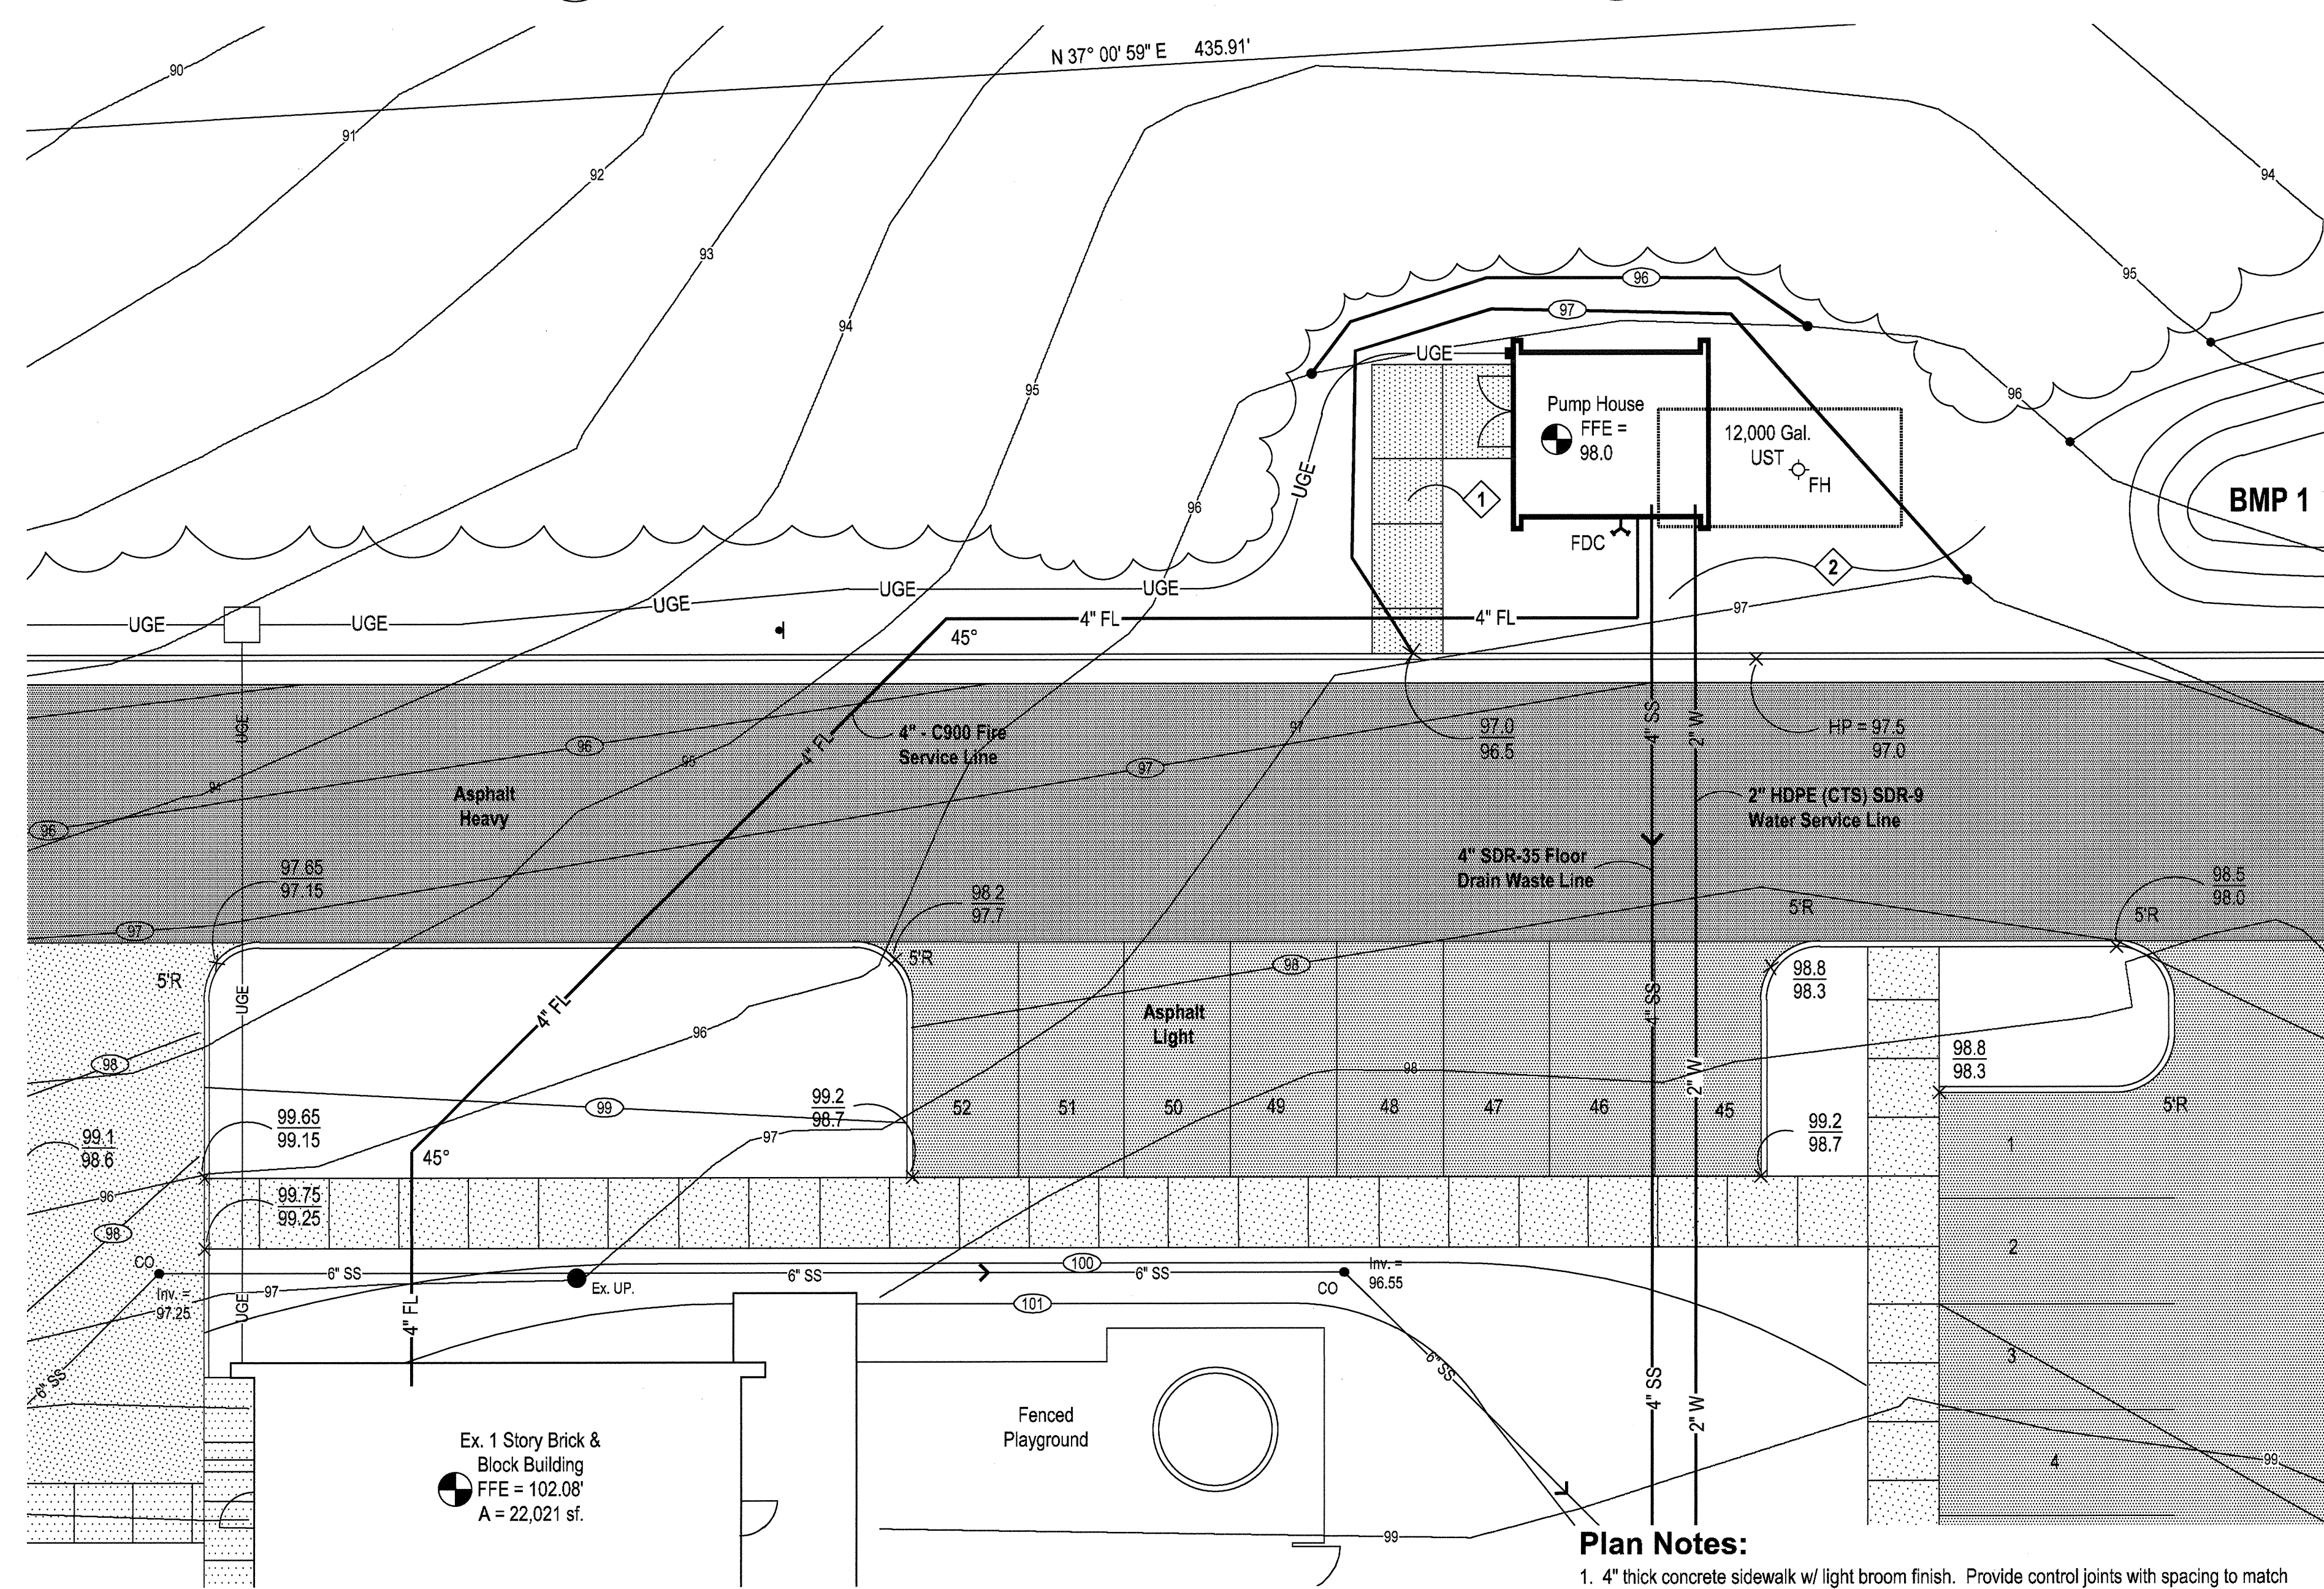 N 37° 00' 59" E 435.91'
90
91
92
93
94
95
96
94
95
96
96
97
UGE
Pump House
FFE =
98.0
12,000 Gal.
UST
FH
BMP 1
UGE
1
FDC
2
UGE
UGE
UGE
UGE
UGE
4" FL
4" FL
45°
97
UGE
4" SS
2" W
96
4" - C900 Fire
Service Line
4" FL
97
97.0
96.5
HP = 97.5
97.0
95
97
94
Asphalt
Heavy
2" HDPE (CTS) SDR-9
Water Service Line
96
4" SDR-35 Floor
Drain Waste Line
97.65
97.15
98.2
97.7
98.5
98.0
5'R
5'R
97
5'R
5'R
98
98.8
98.3
UGE
4" FL
4" SS
Asphalt
Light
96
98
98
98.8
98.3
2" W
99
99.2
98.7
52
51
50
49
48
47
46
45
5'R
99.65
99.15
99.1
98.6
97
99.2
98.7
1
45°
96
99.75
99.25
98
2
CO
6" SS
6" SS
100
6" SS
Inv. =
96.55
CO
Inv. =
97.25
97
Ex. UP.
UGE
4" FL
101
3
6" SS
6" SS
4" SS
2" W
Fenced
Playground
Ex. 1 Story Brick &
Block Building
FFE = 102.08'
A = 22,021 sf.
4
99
99
Plan Notes:
1. 4" thick concrete sidewalk w/ light broom finish. Provide control joints with spacing to match